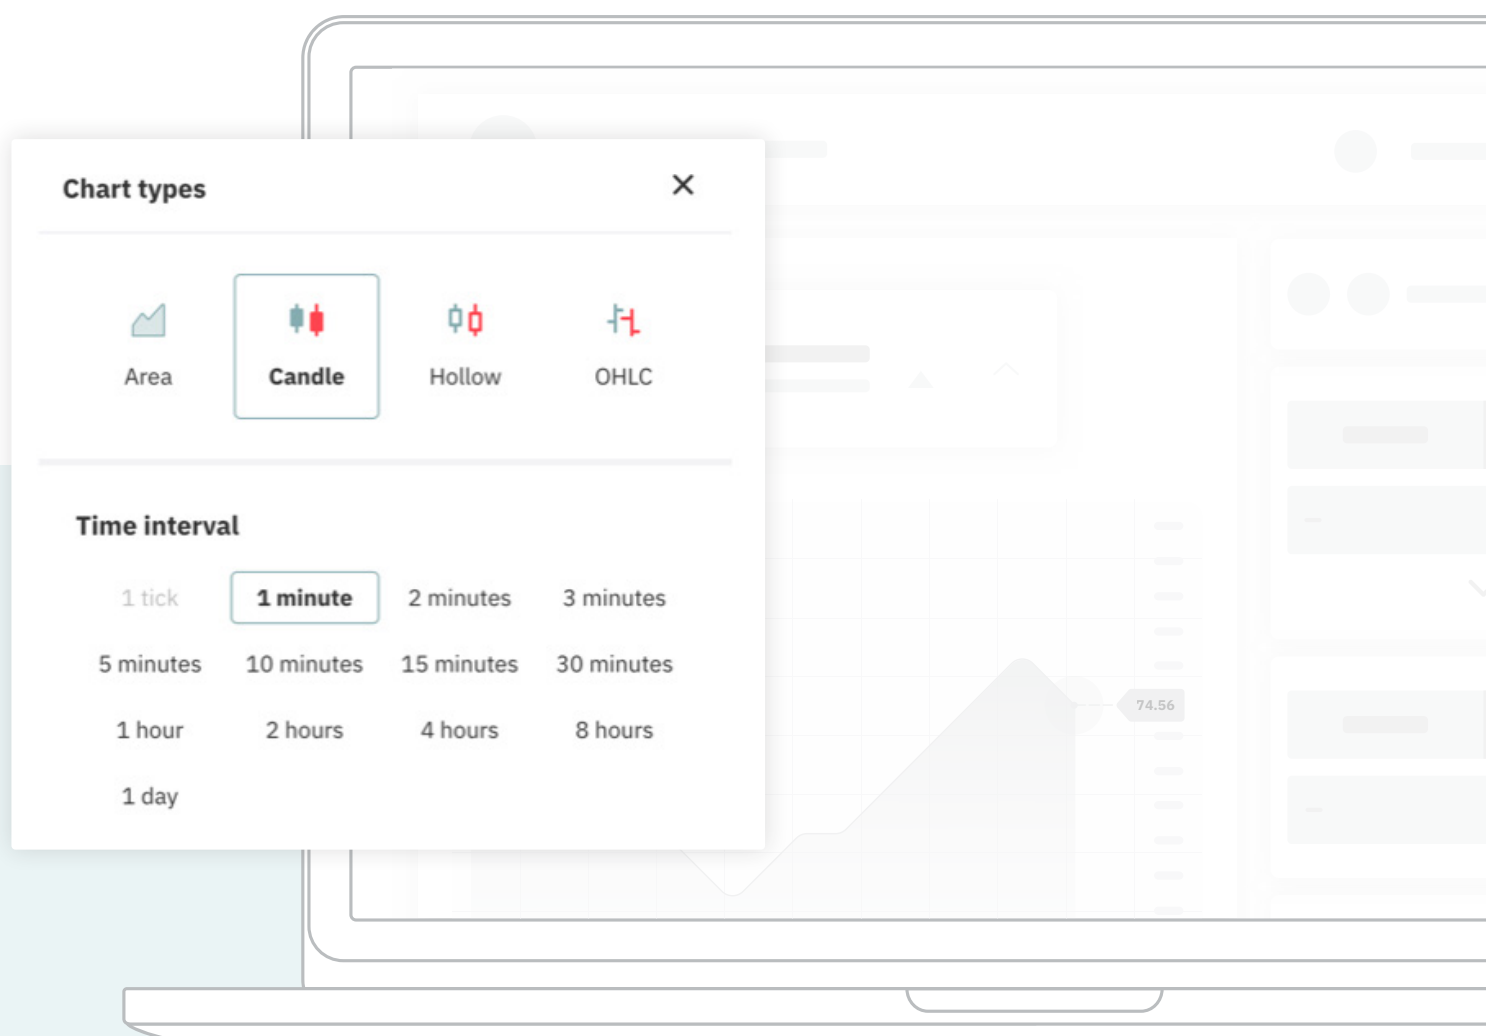 Chart types
Area Candle Hollow OHLC
Time interval
1 tick 1 minute 2 minutes 3 minutes
5 minutes 10 minutes 15 minutes 30 minutes
1 hour 2 hours 4 hours 8 hours
1 day
74.56